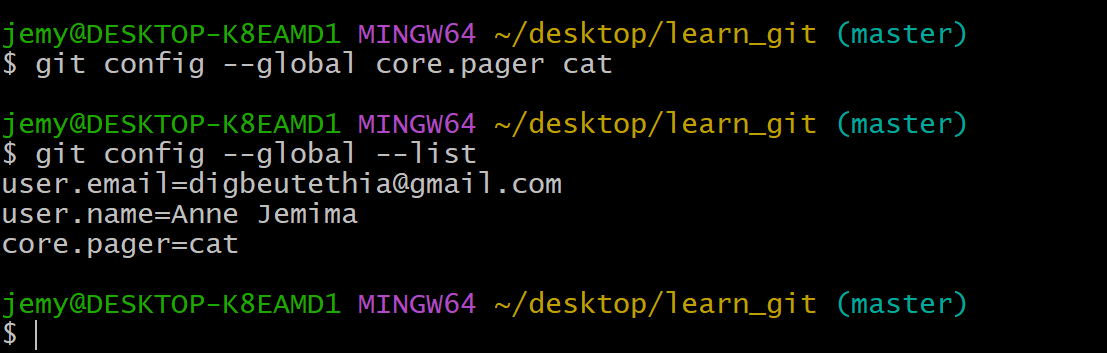 jemy@DESKTOP-K8EAMD1 MINGW64 ~/desktop/learn_git (master)
$ git config --global core.pager cat
jemy@DESKTOP-K8EAMD1 MINGW64 ~/desktop/learn_git (master)
$ git config --global --list
user.email=digbeutethia@gmail.com
user.name=Anne Jemima
core.pager=cat
jemy@DESKTOP-K8EAMD1 MINGW64 ~/desktop/learn_git (master)
$